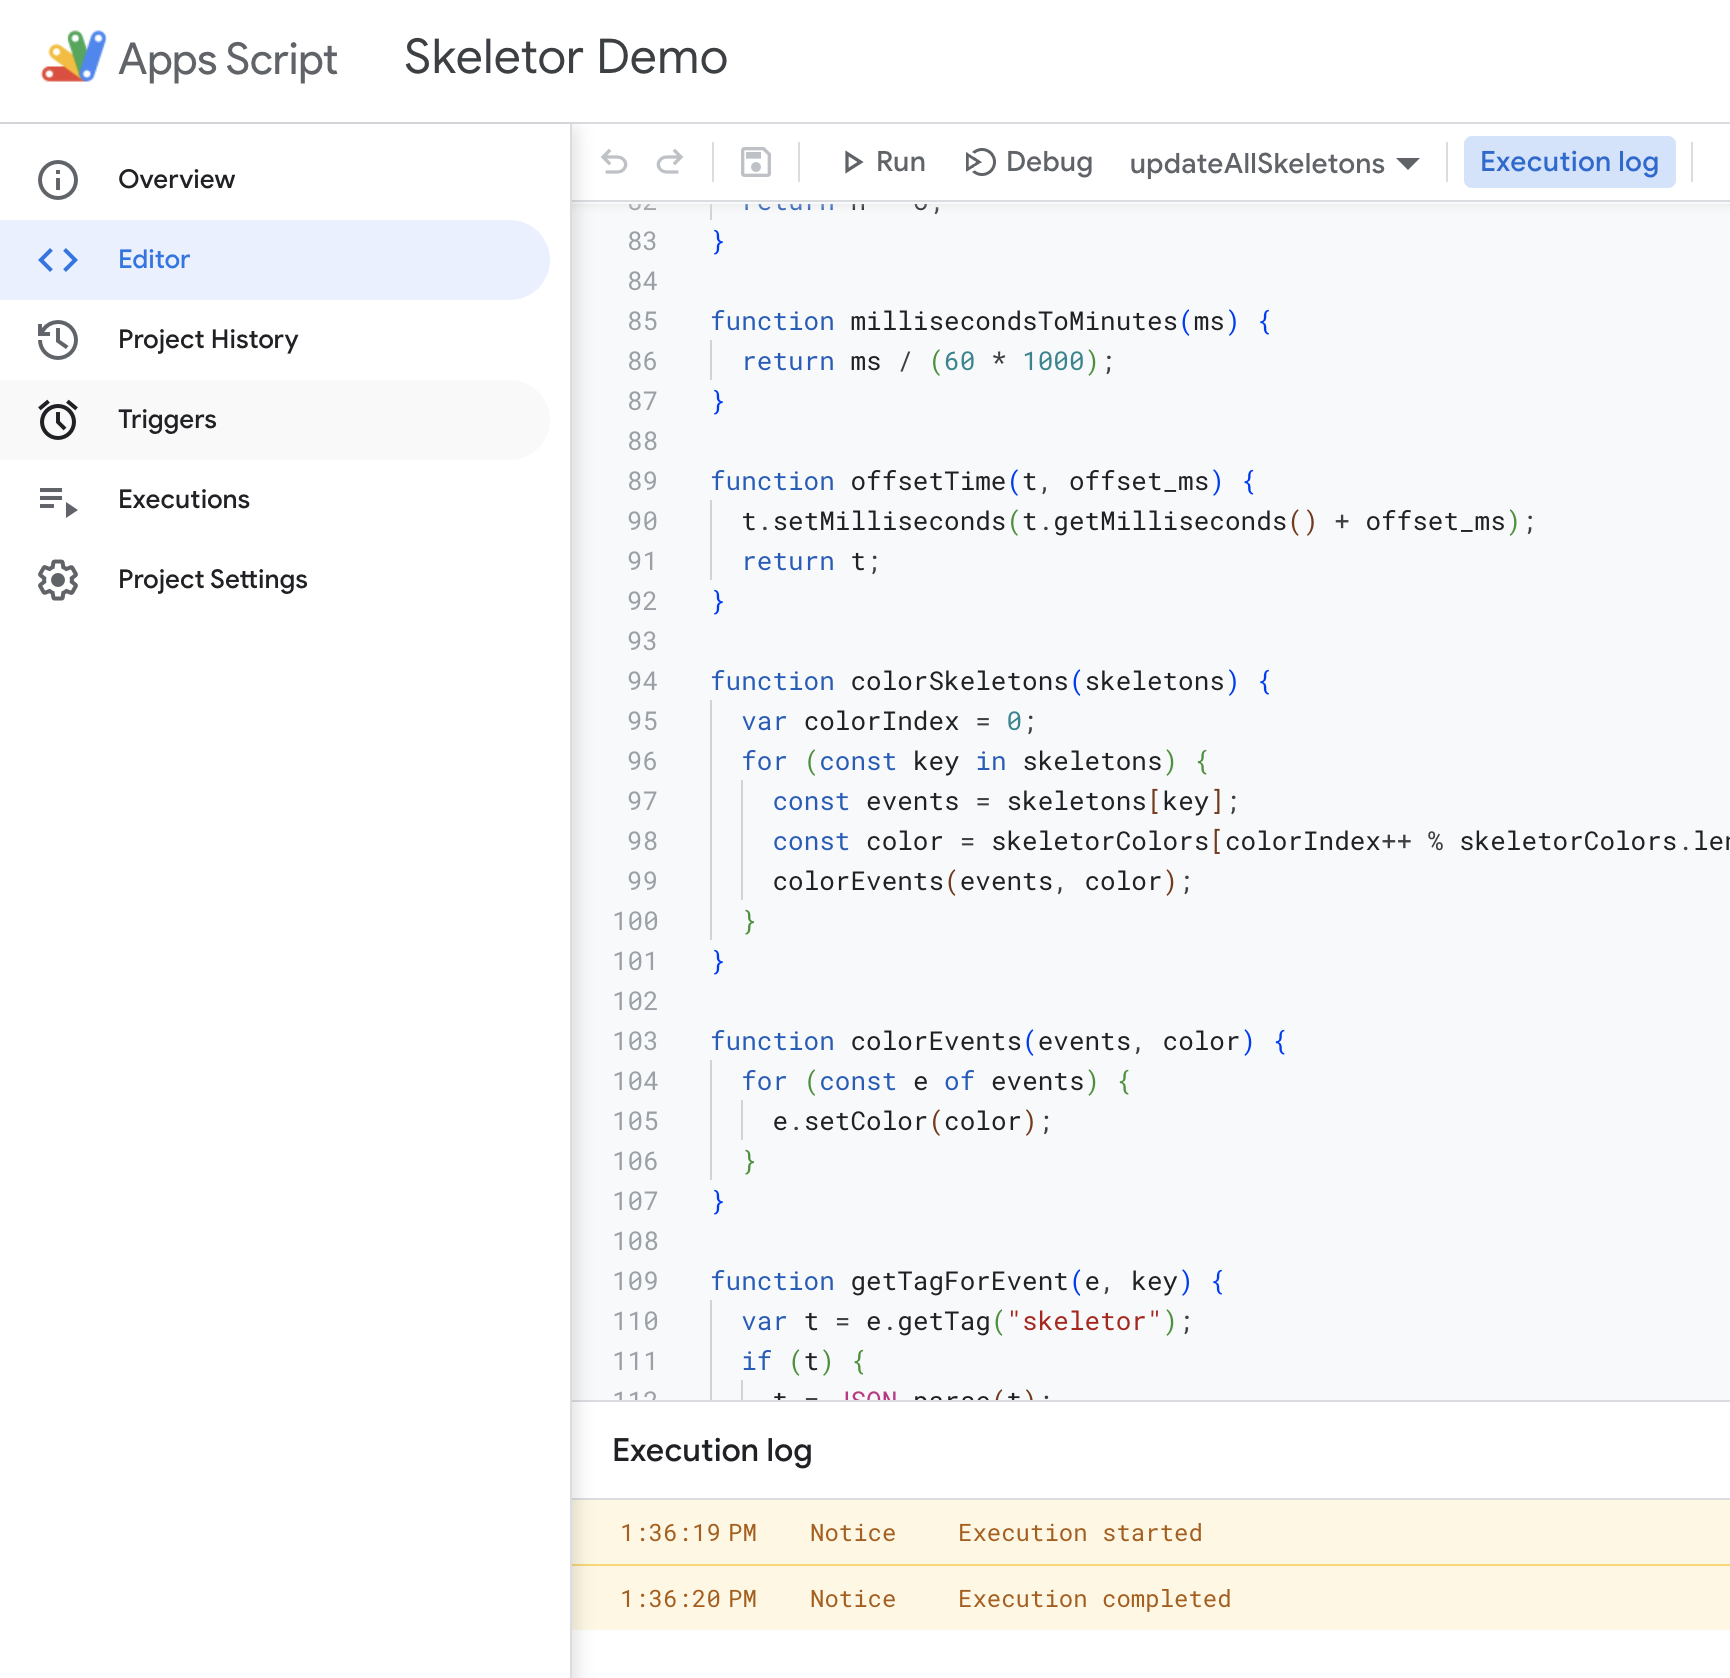 Apps Script Skeletor Demo
Overview
Editor
Project History
Triggers
Executions
Project Settings
Run Debug updateAllSkeletons Execution log
82 return
83 }
84
85 function millisecondsToMinutes(ms) {
86 return ms / (60 * 1000);
87 }
88
89 function offsetTime(t, offset_ms) {
90 t.setMilliseconds(t.getMilliseconds() + offset_ms);
91 return t;
92 }
93
94 function colorSkeletons(skeletons) {
95 var colorIndex = 0;
96 for (const key in skeletons) {
97 const events = skeletons[key];
98 const color = skeletorColors[colorIndex++ % skeletorColors.len
99 colorEvents(events, color);
100 }
101 }
102
103 function colorEvents(events, color) {
104 for (const e of events) {
105 e.setColor(color);
106 }
107 }
108
109 function getTagForEvent(e, key) {
110 var t = e.getTag("skeletor");
111 if (t) {
112 t = JSON.parse(t);
Execution log
1:36:19 PM Notice Execution started
1:36:20 PM Notice Execution completed